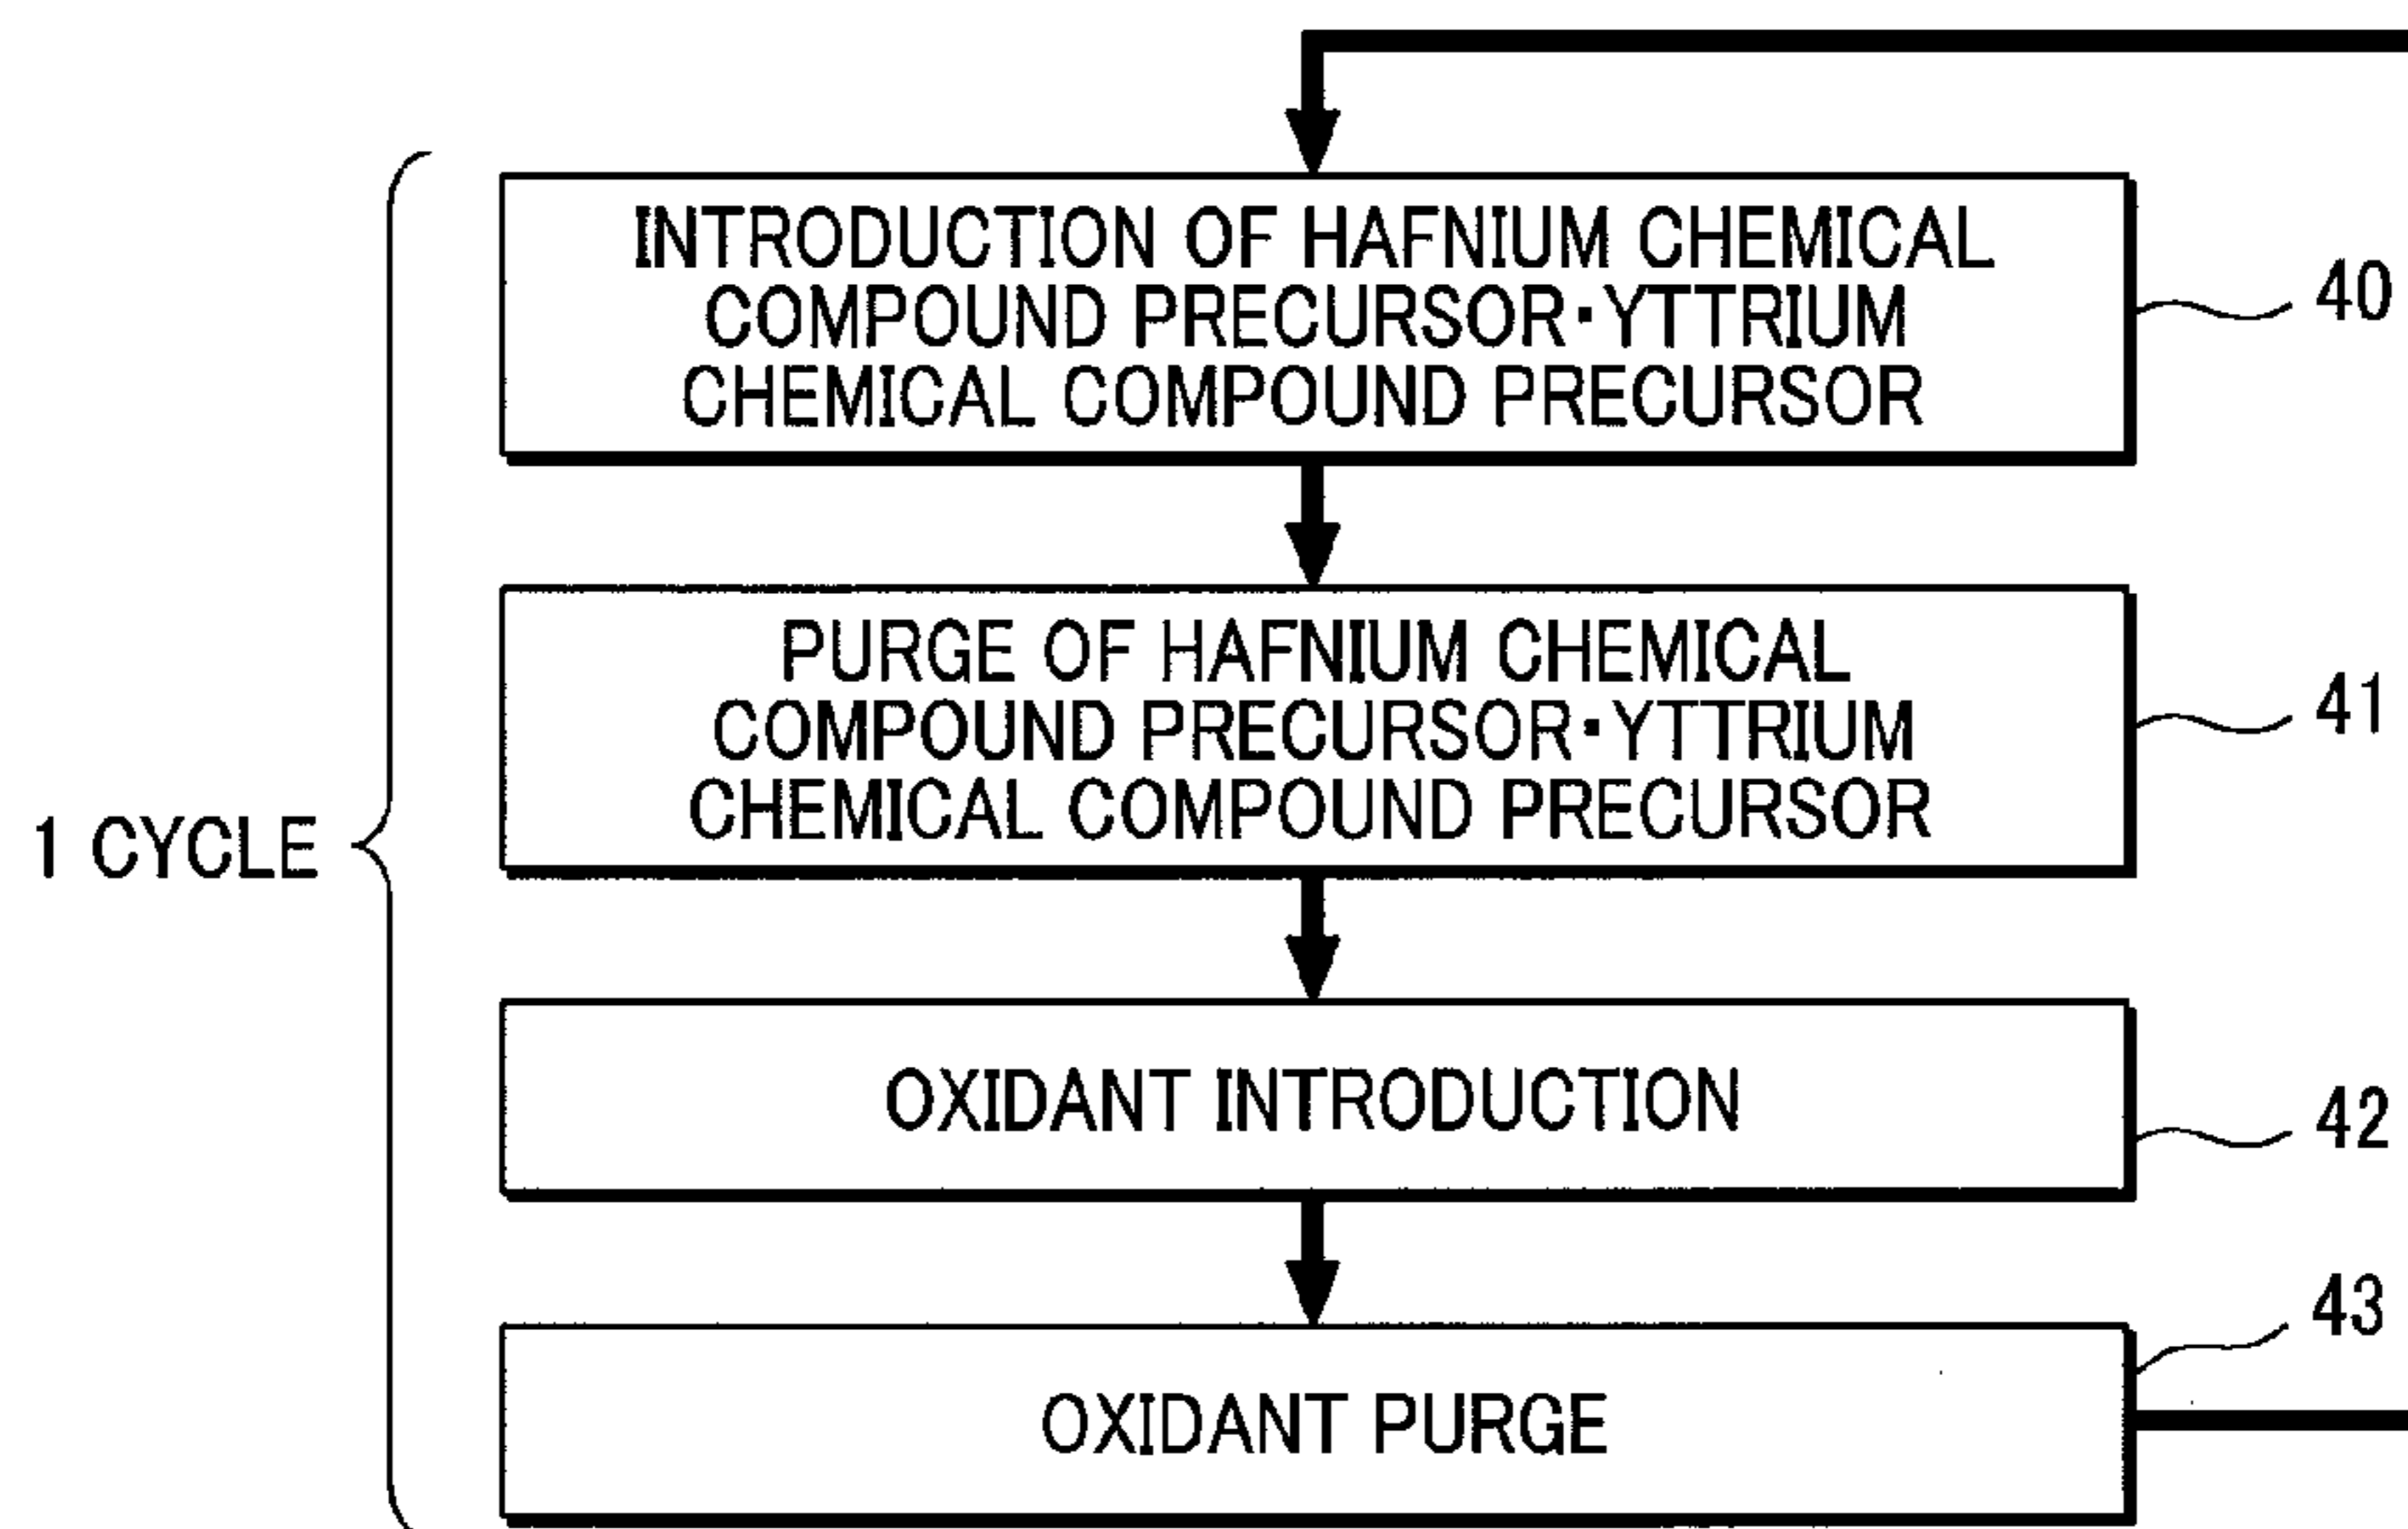 INTRODUCTION OF HAFNIUM CHEMICAL
COMPOUND PRECURSOR・YTTRIUM
CHEMICAL COMPOUND PRECURSOR
40
PURGE OF HAFNIUM CHEMICAL
COMPOUND PRECURSOR・YTTRIUM
CHEMICAL COMPOUND PRECURSOR
41
1 CYCLE
OXIDANT INTRODUCTION
42
OXIDANT PURGE
43